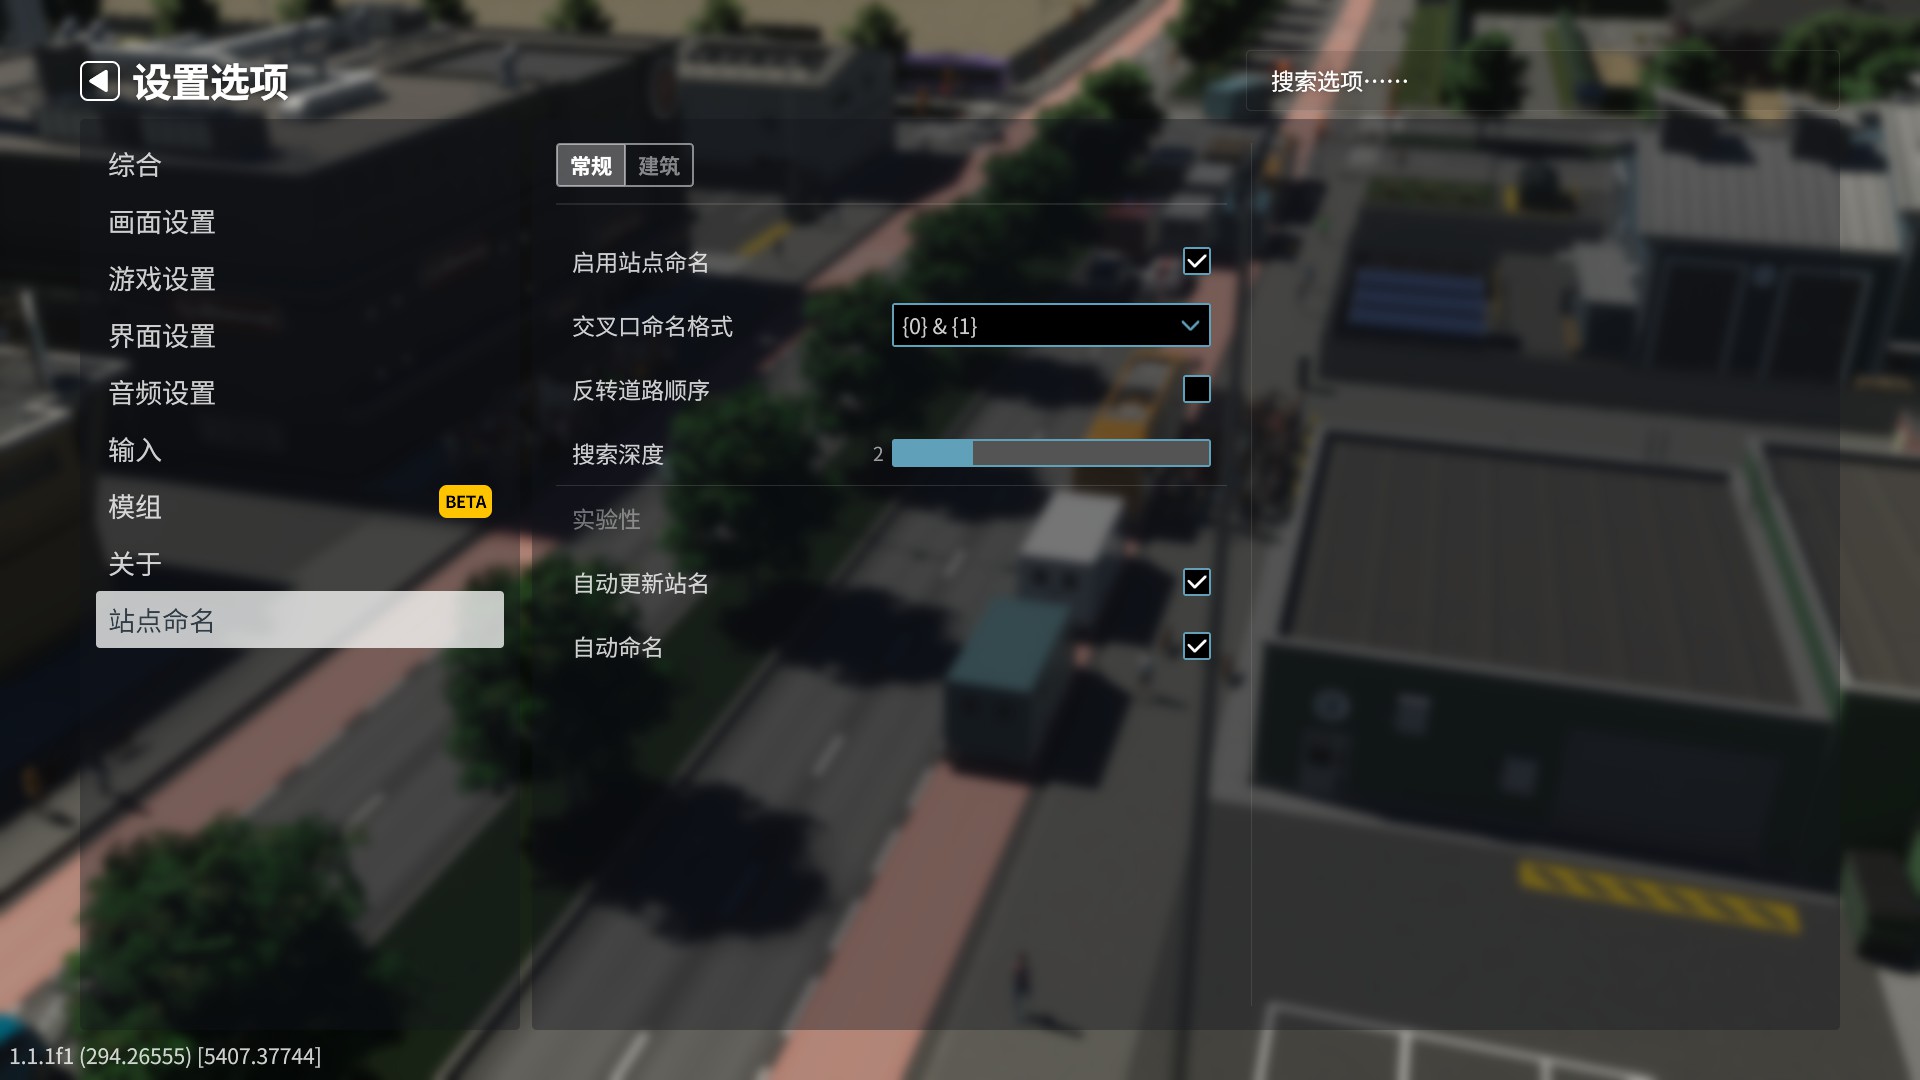 设置选项
搜索选项……
综合
画面设置
游戏设置
界面设置
音频设置
输入
模组
BETA
关于
站点命名
常规
建筑
启用站点命名
交叉口命名格式
{0} & {1}
反转道路顺序
搜索深度
2
实验性
自动更新站名
自动命名
1.1.1f1 (294.26555) [5407.37744]